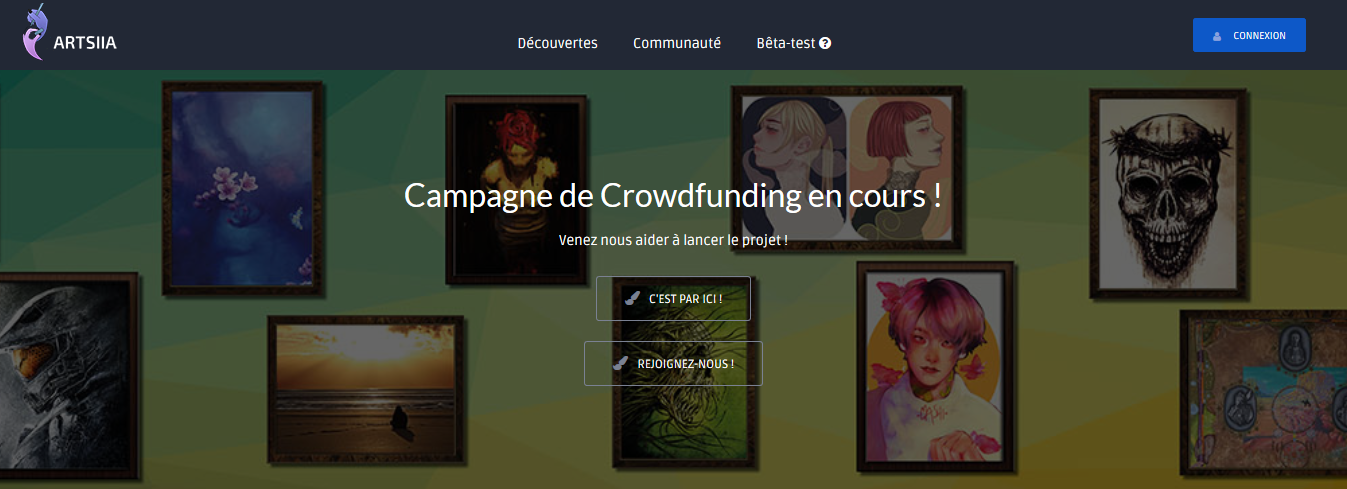 ARTSIIA
Découvertes
Communauté
Bêta-test
CONNEXION
Campagne de Crowdfunding en cours !
Venez nous aider à lancer le projet !
C'EST PAR ICI !
REJOIGNEZ-NOUS !